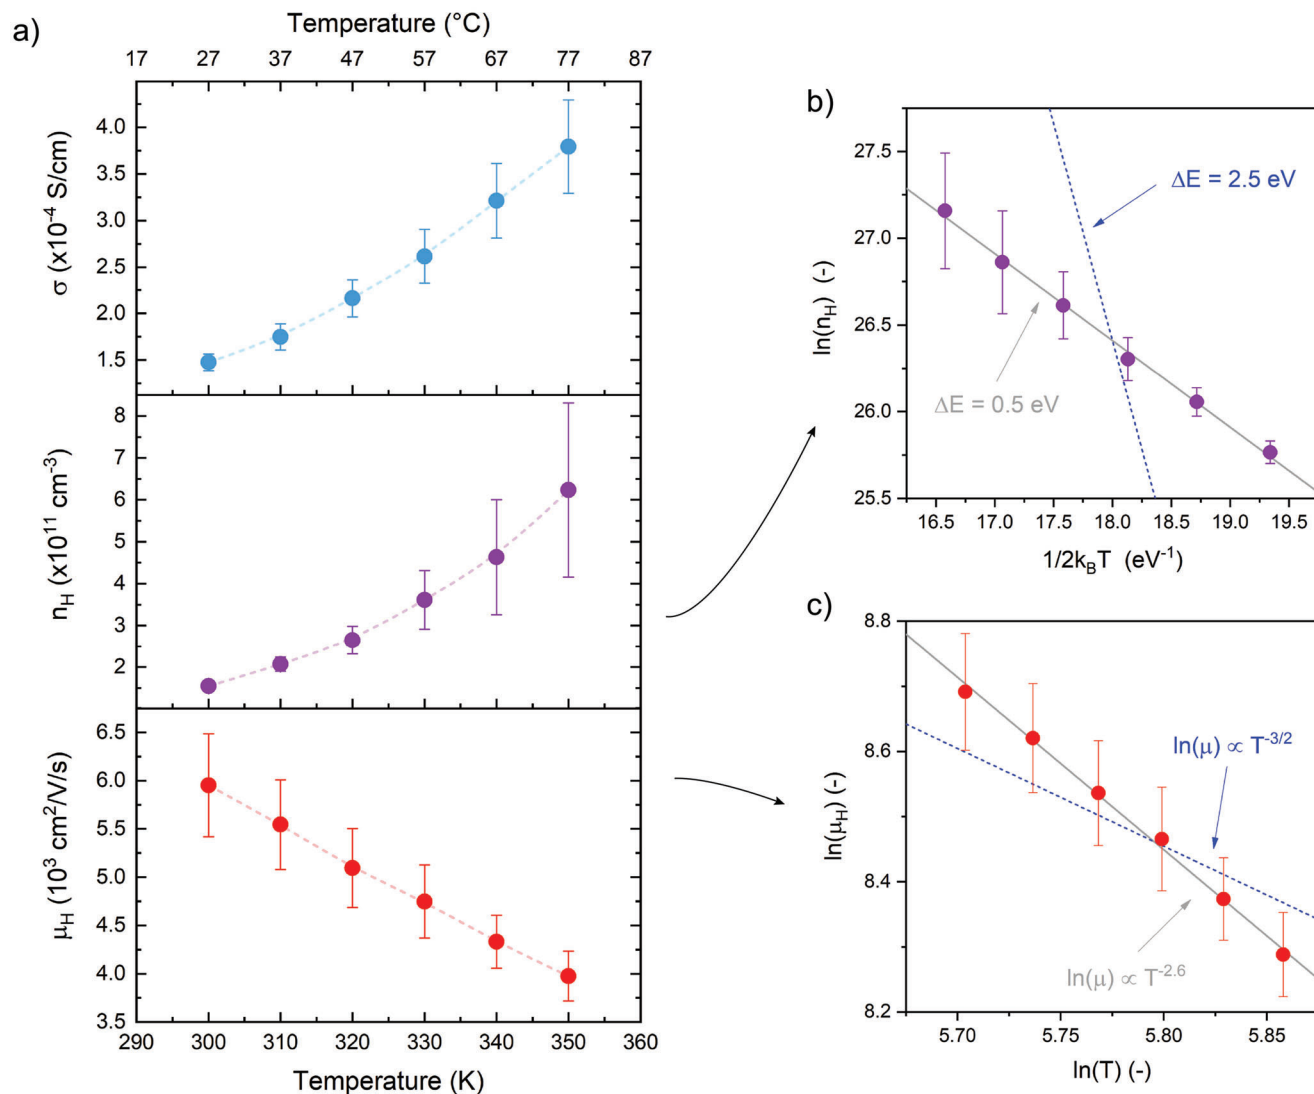 a)
Temperature (°C)
17 27 37 47 57 67 77 87
σ (x10⁻⁴ S/cm)
4.0
3.5
3.0
2.5
2.0
1.5
n_H (x10¹¹ cm⁻³)
8
7
6
5
4
3
2
μ_H (10³ cm²/V/s)
6.5
6.0
5.5
5.0
4.5
4.0
3.5
290 300 310 320 330 340 350 360
Temperature (K)
b)
ln(n_H) (-)
27.5
27.0
26.5
26.0
25.5
ΔE = 2.5 eV
ΔE = 0.5 eV
16.5 17.0 17.5 18.0 18.5 19.0 19.5
1/2k_BT (eV⁻¹)
c)
ln(μ_H) (-)
8.8
8.6
8.4
8.2
ln(μ) ∝ T⁻³/²
ln(μ) ∝ T⁻²·⁶
5.70 5.75 5.80 5.85
ln(T) (-)